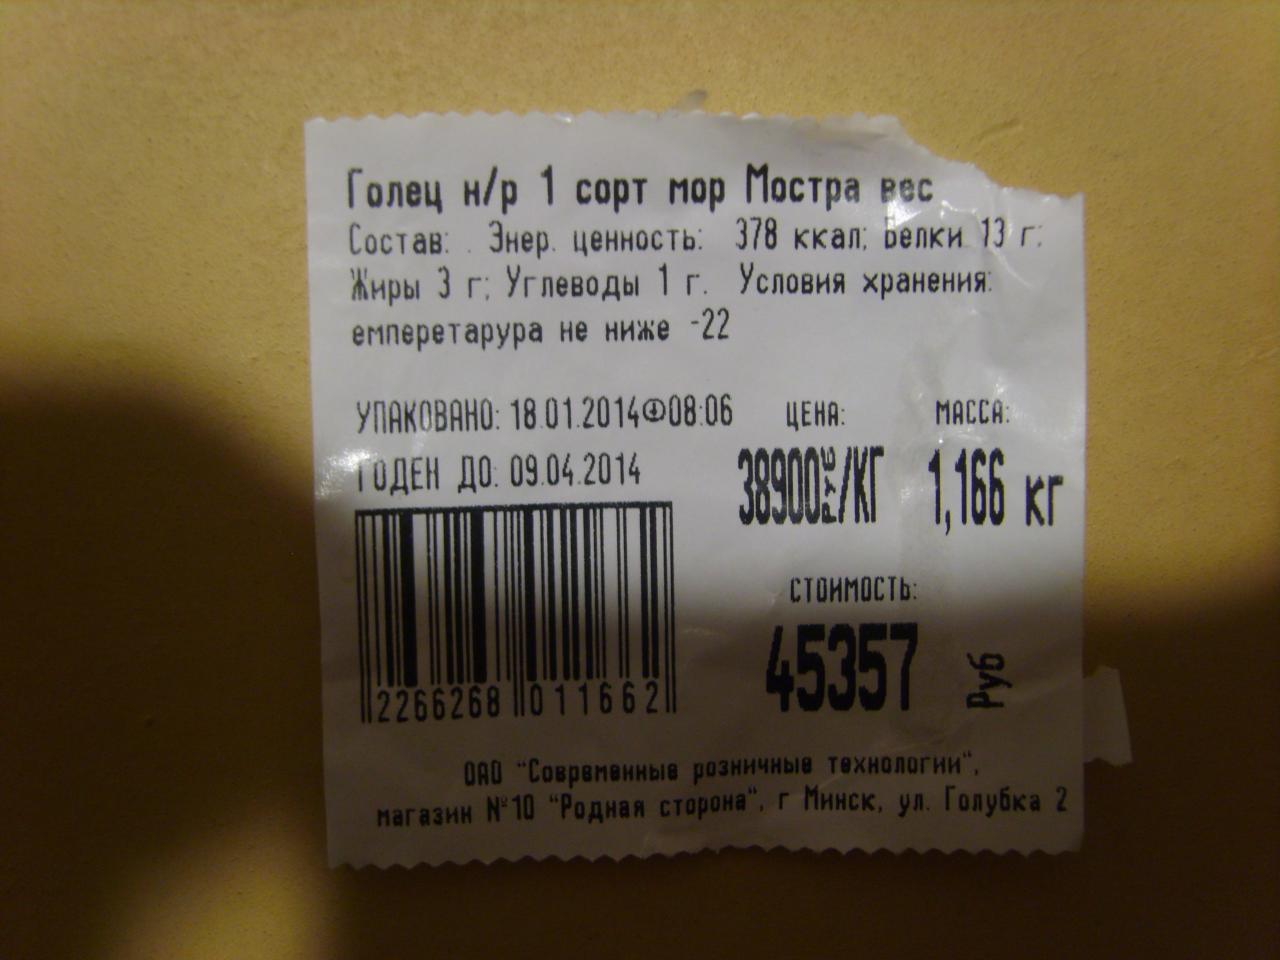 Голец н/р 1 сорт мор Мостра вес
Состав: . Энер. ценность: 378 ккал; Белки 13 г;
Жиры 3 г; Углеводы 1 г. Условия хранения:
емперетарура не ниже -22
УПАКОВАНО: 18.01.2014 08:06 ЦЕНА: МАССА:
ГОДЕН ДО: 09.04.2014
38900РУБ/КГ 1,166 кг
СТОИМОСТЬ:
45357 Руб
2266268 011662
ОАО "Современные розничные технологии",
магазин №10 "Родная сторона", г Минск, ул. Голубка 2